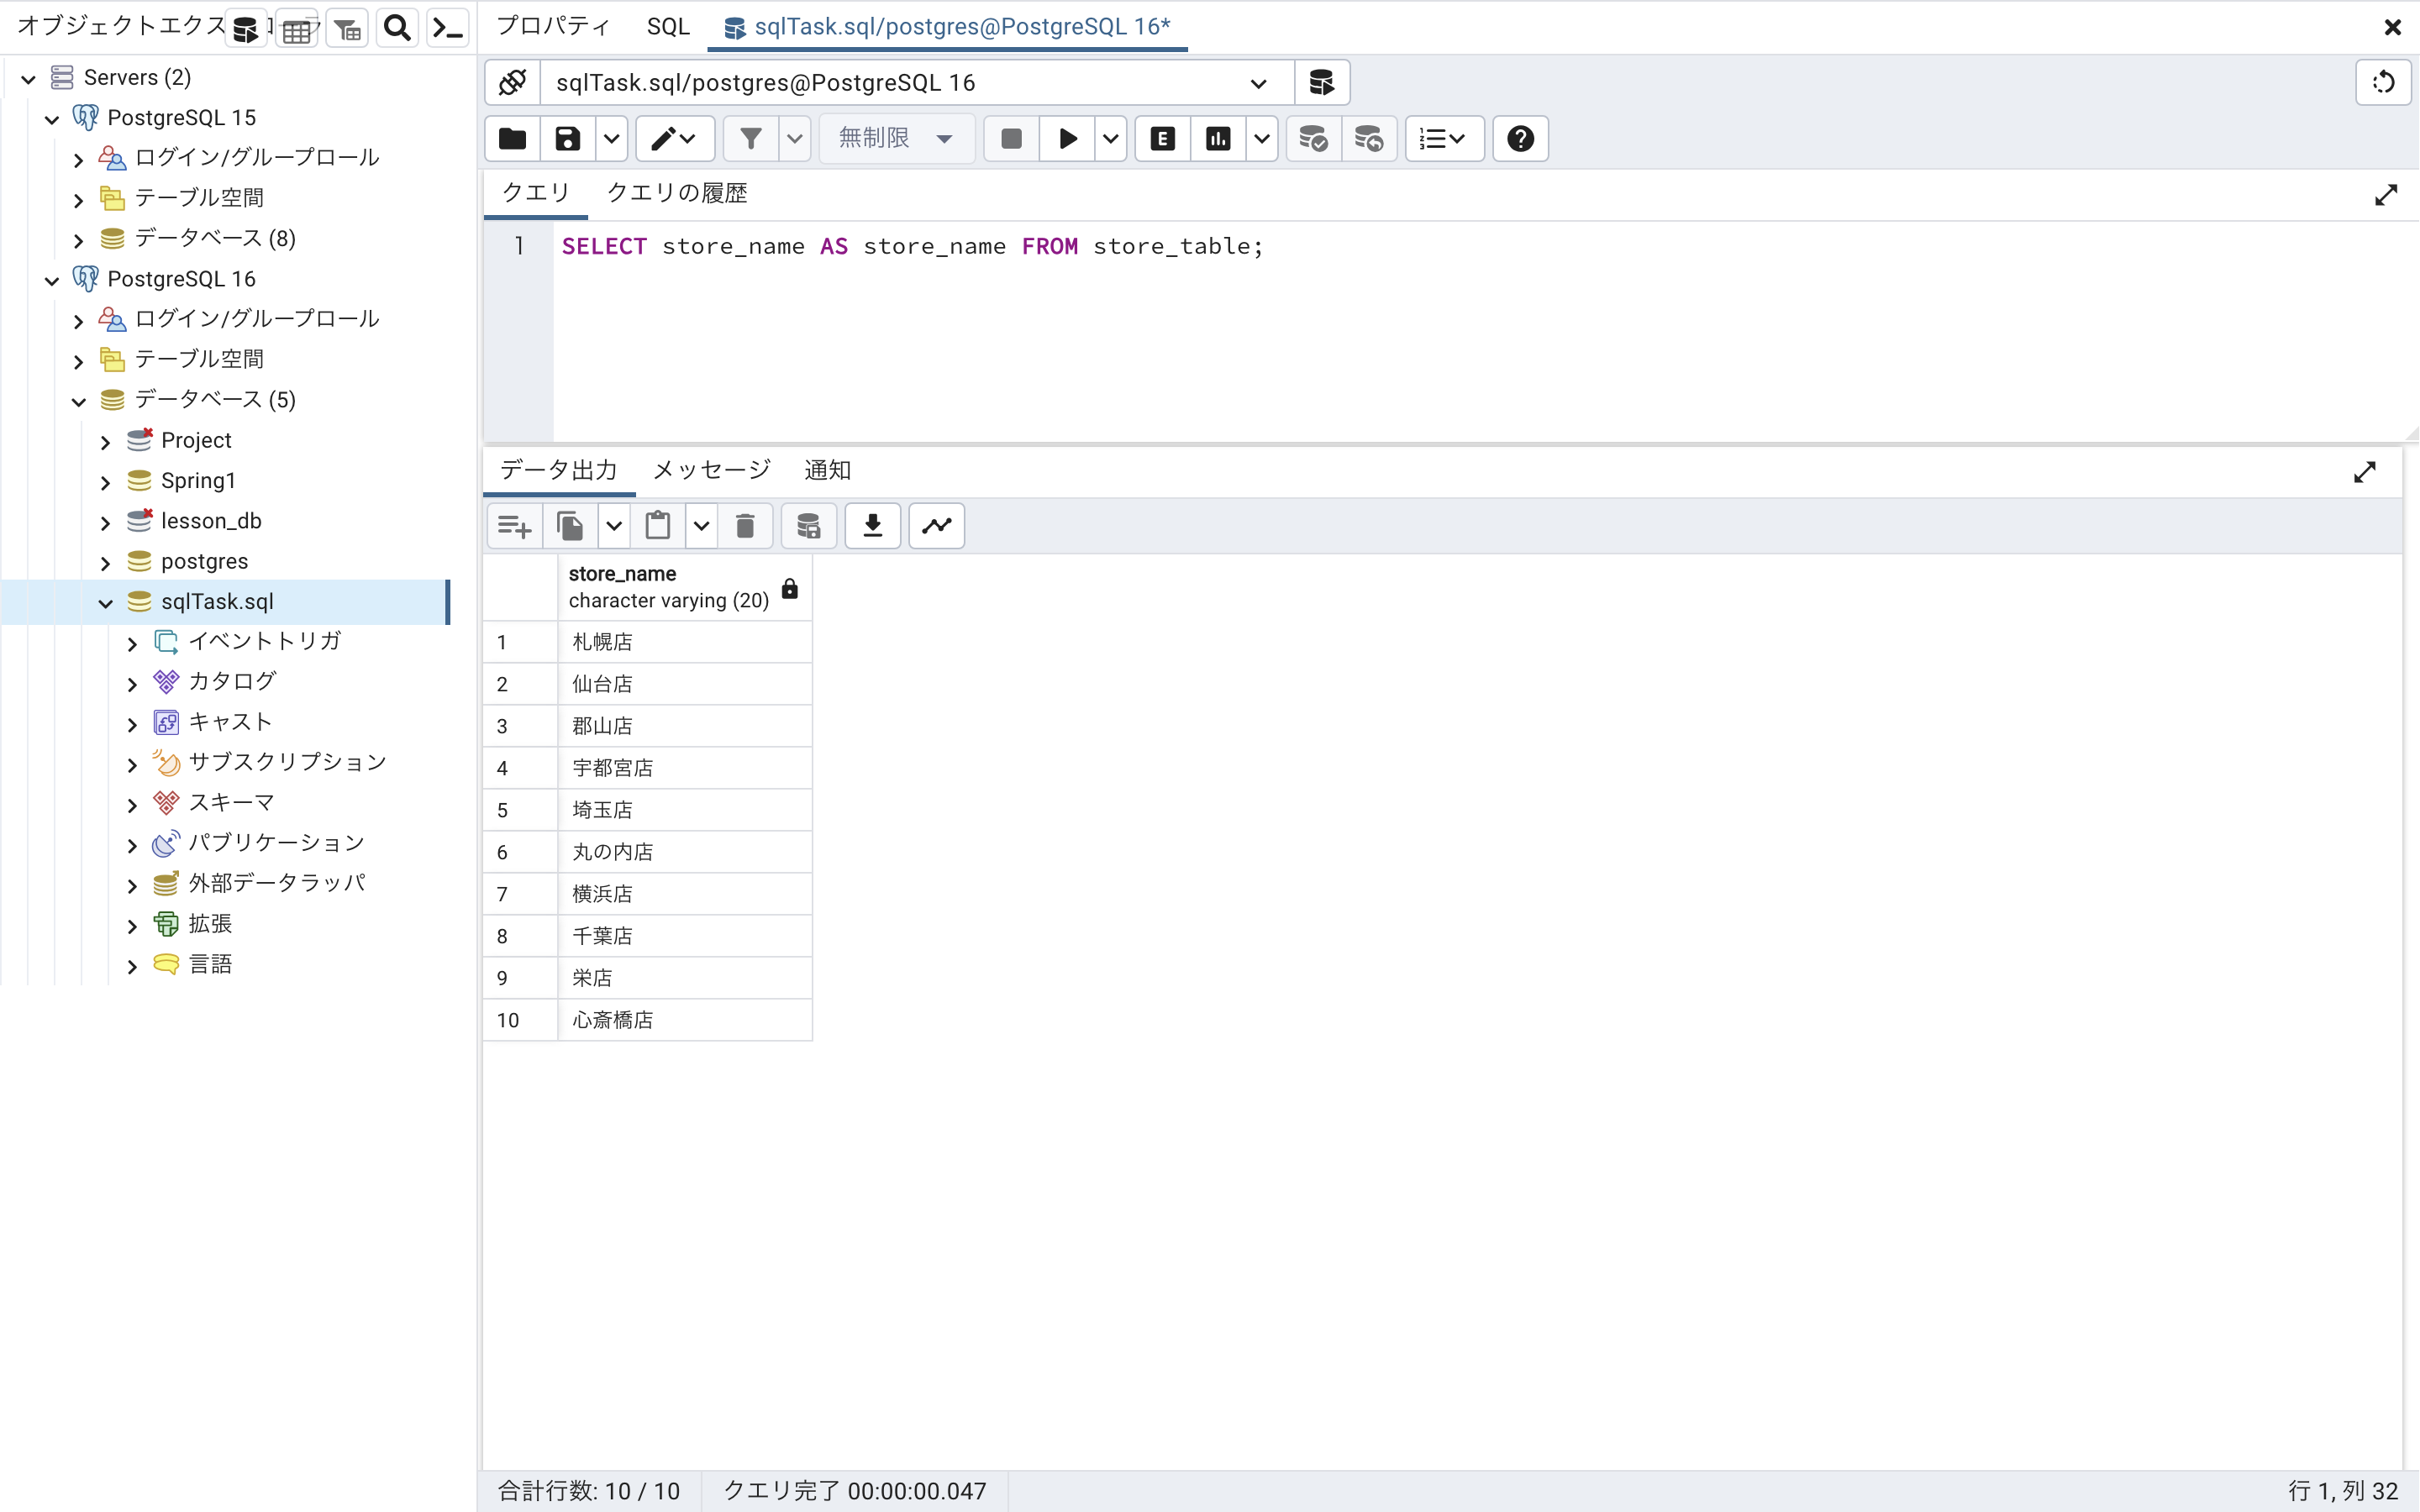 オブジェクトエクス
プロパティ
SQL
sqlTask.sql/postgres@PostgreSQL 16*
Servers (2)
PostgreSQL 15
ログイン/グループロール
テーブル空間
データベース (8)
PostgreSQL 16
ログイン/グループロール
テーブル空間
データベース (5)
Project
Spring1
lesson_db
postgres
sqlTask.sql
イベントトリガ
カタログ
キャスト
サブスクリプション
スキーマ
パブリケーション
外部データラッパ
拡張
言語
sqlTask.sql/postgres@PostgreSQL 16
無制限
E
クエリ
クエリの履歴
1 SELECT store_name AS store_name FROM store_table;
データ出力
メッセージ
通知
store_name
character varying (20)
1 札幌店
2 仙台店
3 郡山店
4 宇都宮店
5 埼玉店
6 丸の内店
7 横浜店
8 千葉店
9 栄店
10 心斎橋店
合計行数: 10 / 10
クエリ完了 00:00:00.047
行 1, 列 32